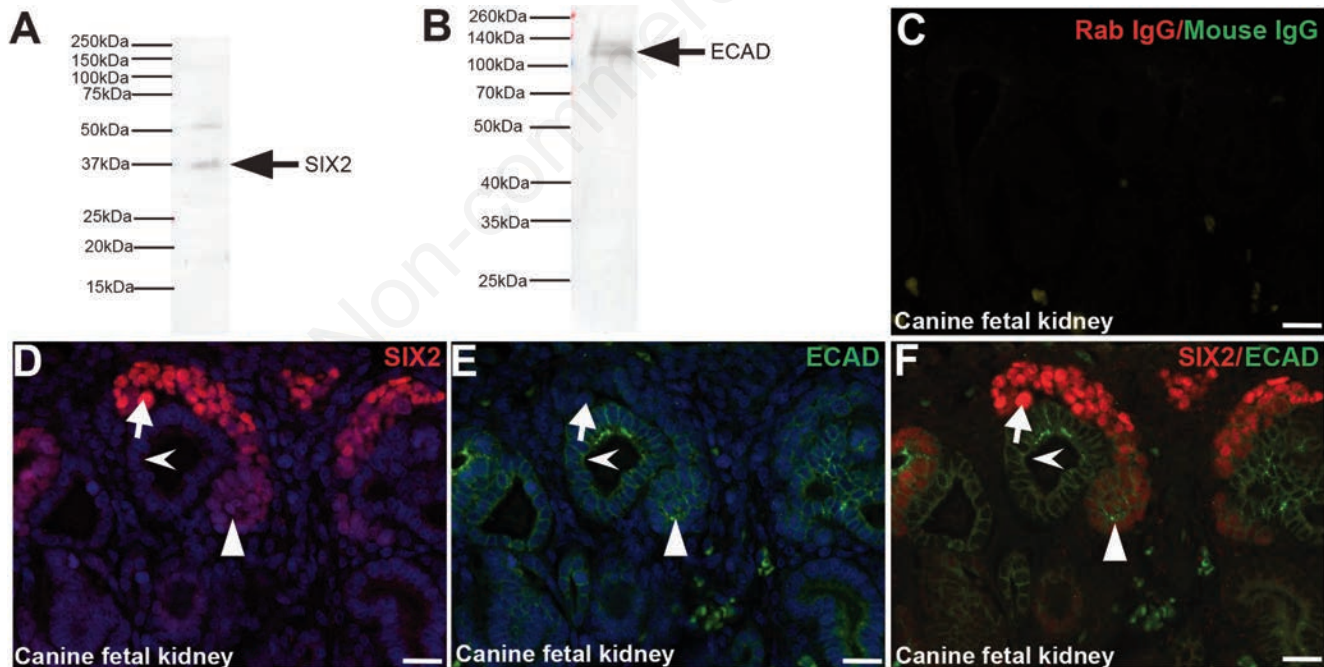 A
250kDa
150kDa
100kDa
75kDa
50kDa
37kDa
25kDa
20kDa
15kDa
SIX2
B
260kDa
140kDa
100kDa
70kDa
50kDa
40kDa
35kDa
25kDa
ECAD
C
Rab IgG/Mouse IgG
Canine fetal kidney
D
SIX2
Canine fetal kidney
E
ECAD
Canine fetal kidney
F
SIX2/ECAD
Canine fetal kidney
Non-commer